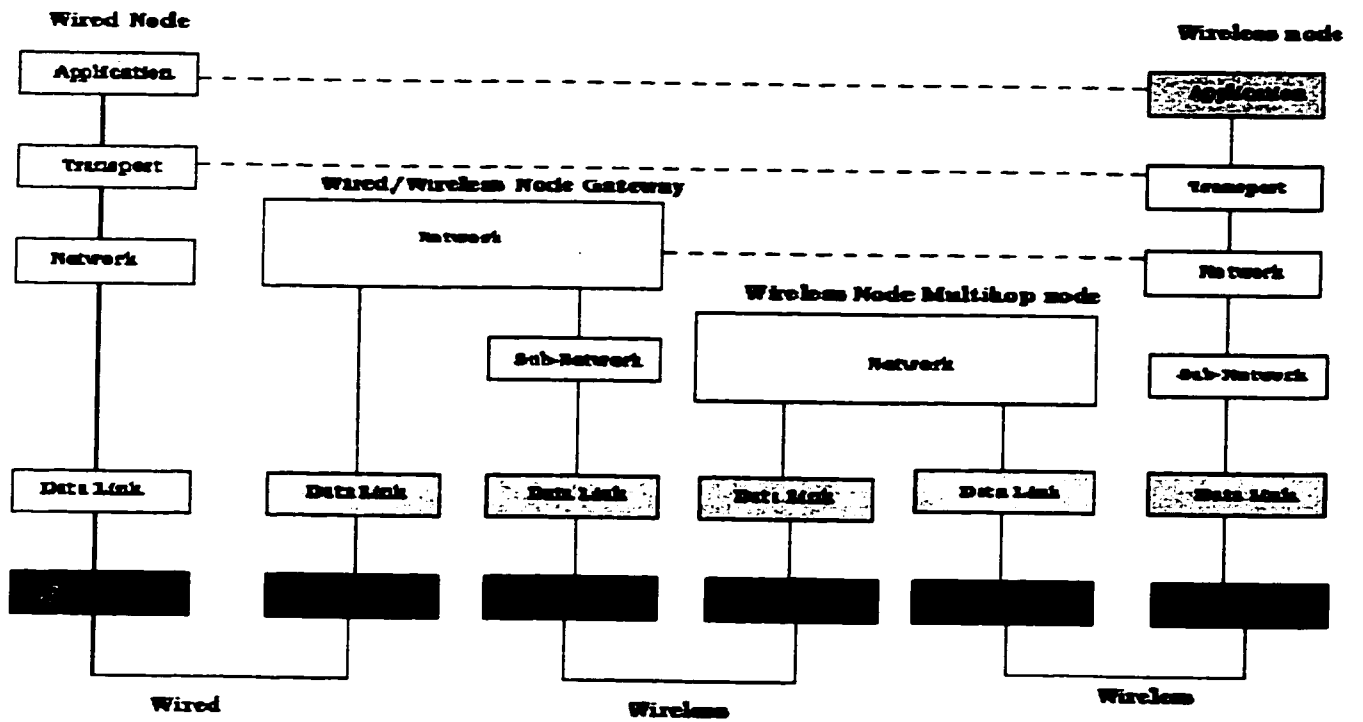 Wired Node
Wireless node
Application
Application
Transport
Transport
Wired/Wireless Node Gateway
Network
Network
Network
Wireless Node Multihop node
Sub-Network
Network
Sub-Network
Data Link
Data Link
Data Link
Data Link
Data Link
Data Link
Wired
Wireless
Wireless